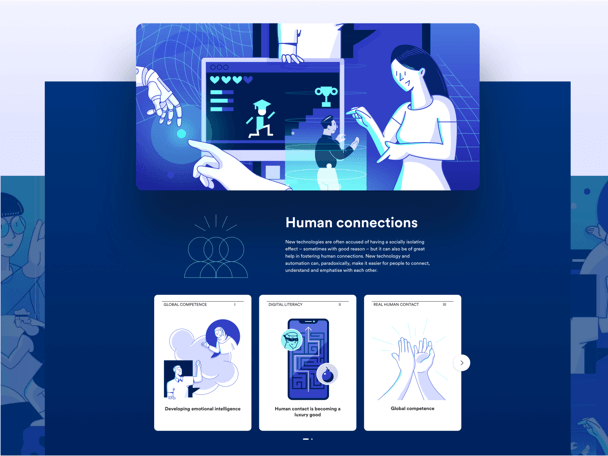 Human connections
New technologies are often accused of having a socially isolating
effect – sometimes with good reason – but it can also be of great
help in fostering human connections. New technology and
automation can, paradoxically, make it easier for people to connect,
understand and emphatise with each other.
GLOBAL COMPETENCE I
DIGITAL LITERACY II
REAL HUMAN CONTACT III
Developing emotional intelligence
Human contact is becoming a
luxury good
Global competence